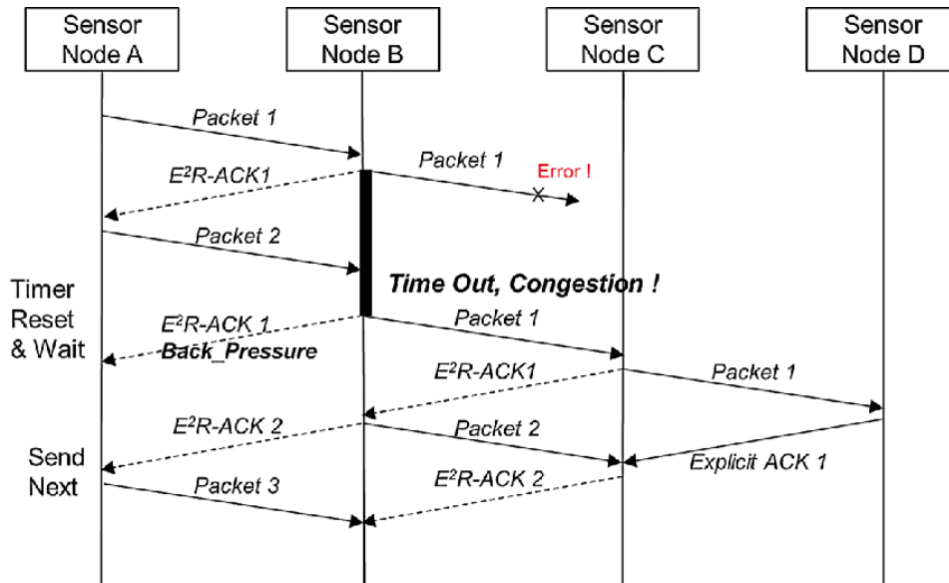 Sensor
Node A
Sensor
Node B
Sensor
Node C
Sensor
Node D
Packet 1
Packet 1
Error !
E²R-ACK1
Packet 2
Time Out, Congestion !
Timer
Reset
& Wait
E²R-ACK 1
Back_Pressure
Packet 1
E²R-ACK1
Packet 1
E²R-ACK 2
Packet 2
Explicit ACK 1
Send
Next
Packet 3
E²R-ACK 2